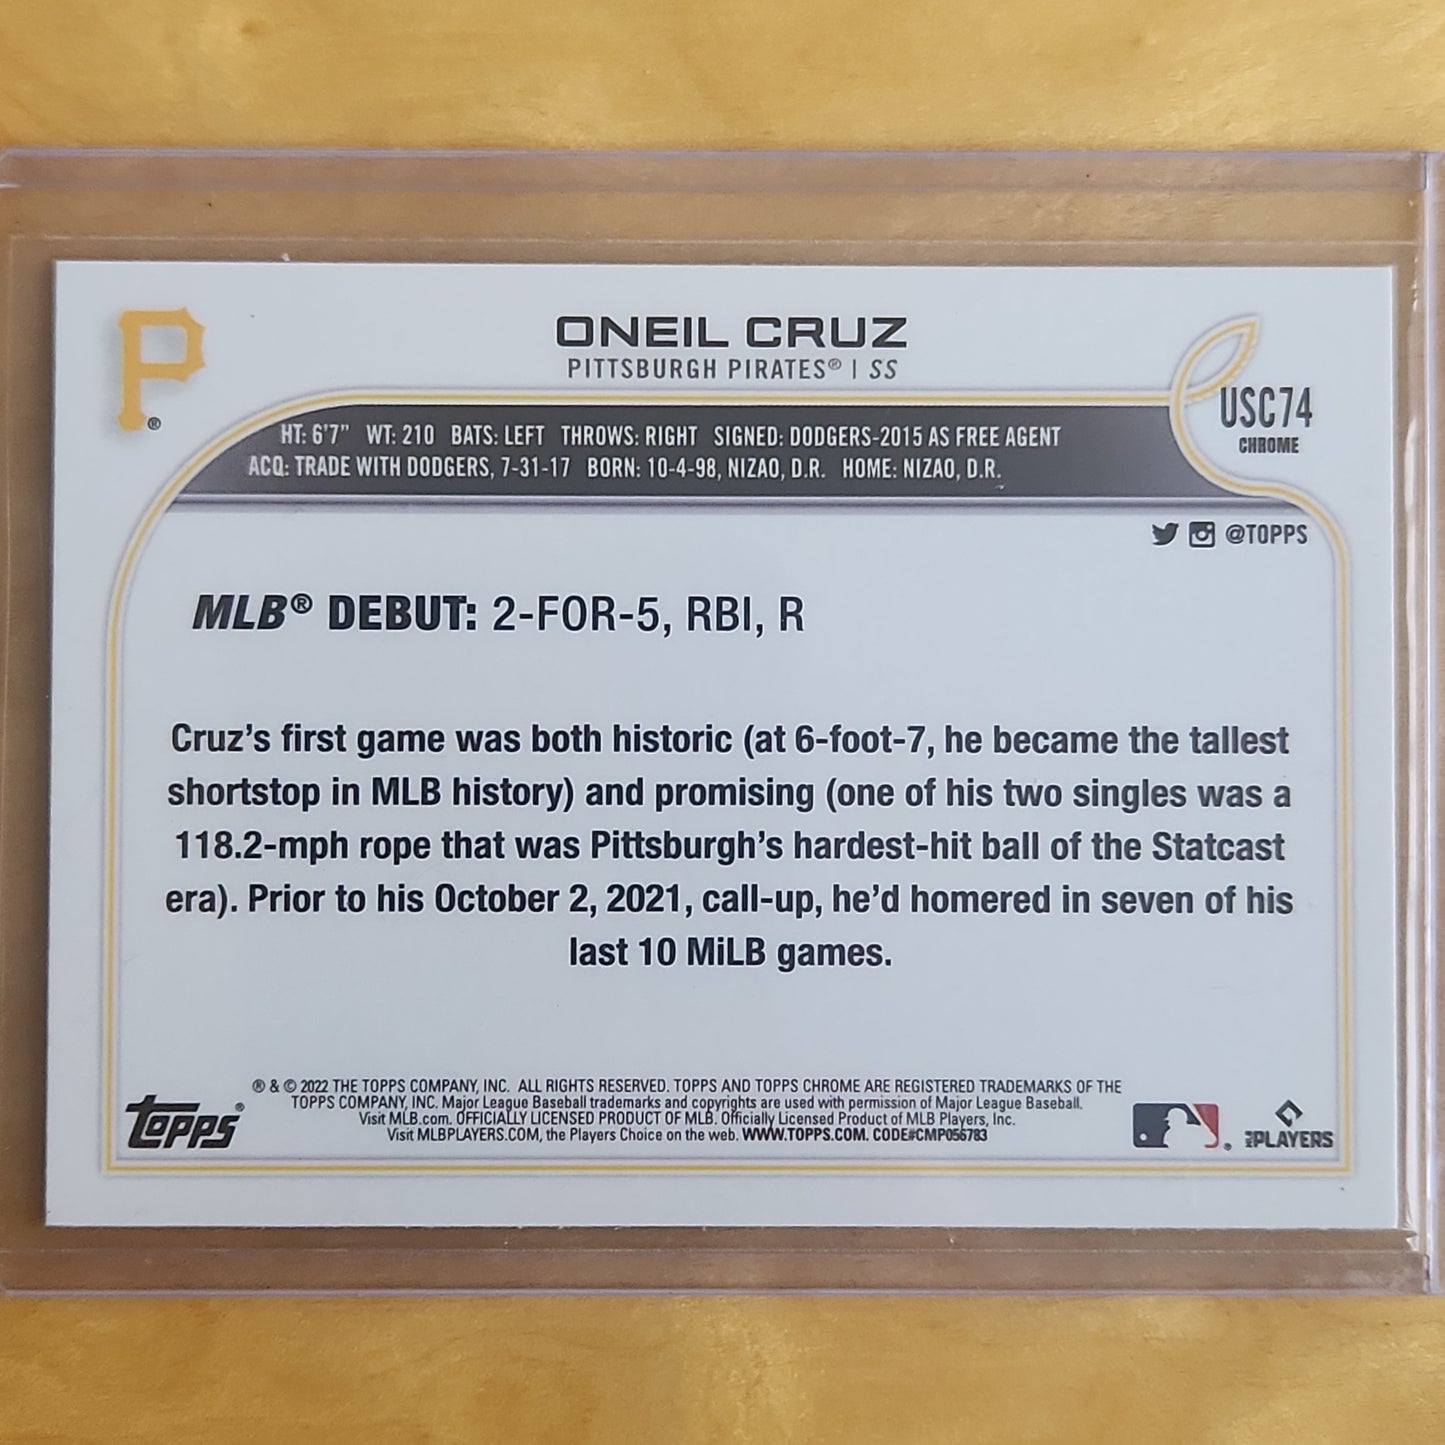 P®
ONEIL CRUZ
PITTSBURGH PIRATES® | SS
USC74
CHROME
HT: 6'7" WT: 210 BATS: LEFT THROWS: RIGHT SIGNED: DODGERS-2015 AS FREE AGENT
ACQ: TRADE WITH DODGERS, 7-31-17 BORN: 10-4-98, NIZAO, D.R. HOME: NIZAO, D.R.
@TOPPS
MLB® DEBUT: 2-FOR-5, RBI, R
Cruz's first game was both historic (at 6-foot-7, he became the tallest
shortstop in MLB history) and promising (one of his two singles was a
118.2-mph rope that was Pittsburgh's hardest-hit ball of the Statcast
era). Prior to his October 2, 2021, call-up, he'd homered in seven of his
last 10 MiLB games.
® & © 2022 THE TOPPS COMPANY, INC. ALL RIGHTS RESERVED. TOPPS AND TOPPS CHROME ARE REGISTERED TRADEMARKS OF THE
TOPPS COMPANY, INC. Major League Baseball trademarks and copyrights are used with permission of Major League Baseball.
Visit MLB.com. OFFICIALLY LICENSED PRODUCT OF MLB. Officially Licensed Product of MLB Players, Inc.
Visit MLBPLAYERS.COM, the Players Choice on the web. WWW.TOPPS.COM. CODE#CMP056783
TOPPS®
MLB PLAYERS